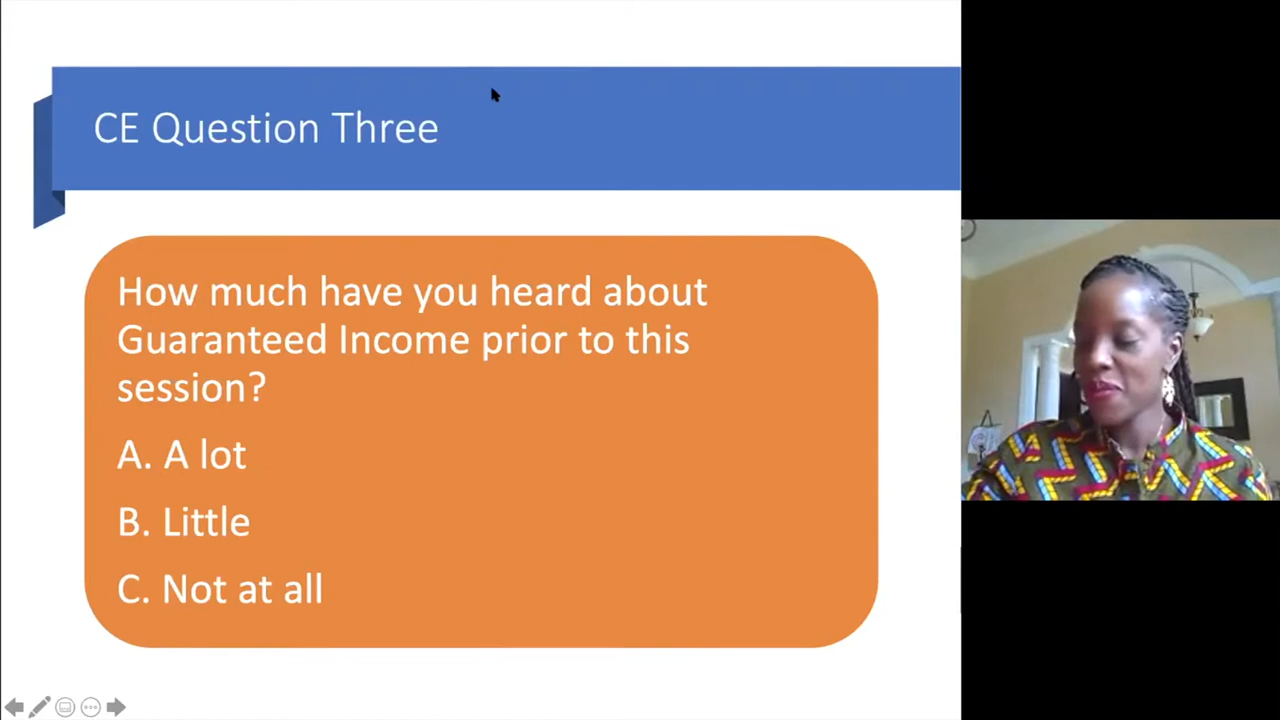 CE Question Three
How much have you heard about
Guaranteed Income prior to this
session?
A. A lot
B. Little
C. Not at all